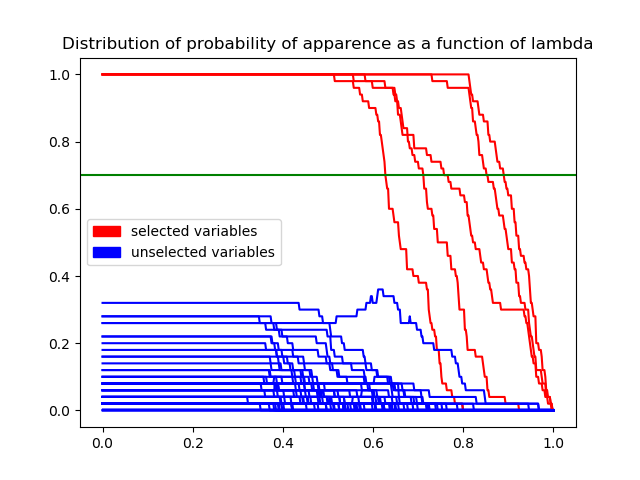 Distribution of probability of apparence as a function of lambda
1.0
0.8
0.6
0.4
0.2
0.0
selected variables
unselected variables
0.0 0.2 0.4 0.6 0.8 1.0